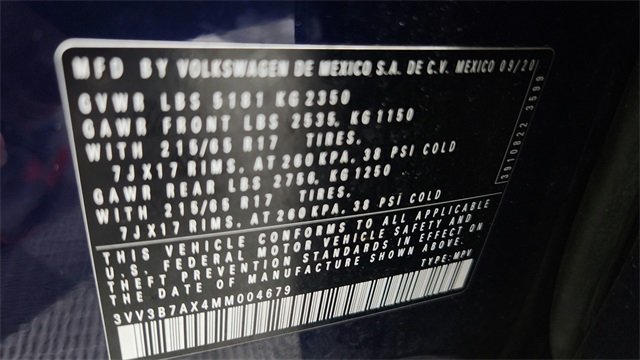 MFD BY VOLKSWAGEN DE MEXICO S.A. DE C.V. MEXICO 09/20
GVWR LBS 5181 KG 2350
GAWR FRONT LBS 2535, KG 1150
WITH 215/65 R17 TIRES,
7JX17 RIMS, AT 260 KPA, 38 PSI COLD
GAWR REAR LBS 2756, KG 1250
WITH 215/65 R17 TIRES,
7JX17 RIMS, AT 260 KPA, 38 PSI COLD
THIS VEHICLE CONFORMS TO ALL APPLICABLE
U.S. FEDERAL MOTOR VEHICLE SAFETY AND
THEFT PREVENTION STANDARDS IN EFFECT ON
THE DATE OF MANUFACTURE SHOWN ABOVE.
3VV3B7AX4MM004679 TYPE: MPV
3910822 3599